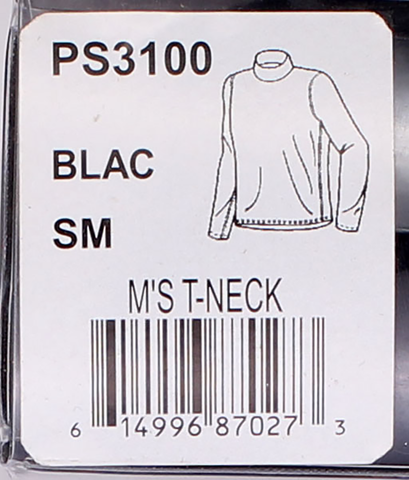 PS3100
BLAC
SM
M'S T-NECK
6 14996 87027 3